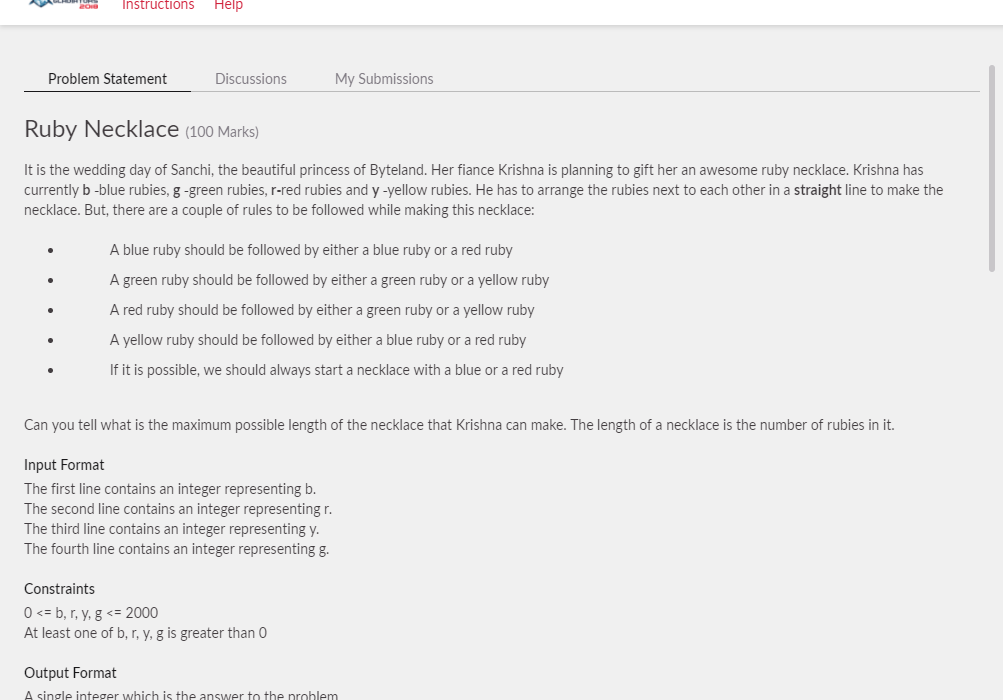 GLADIATORS
2018
Instructions Help
Problem Statement Discussions My Submissions
Ruby Necklace (100 Marks)
It is the wedding day of Sanchi, the beautiful princess of Byteland. Her fiance Krishna is planning to gift her an awesome ruby necklace. Krishna has
currently b -blue rubies, g -green rubies, r-red rubies and y -yellow rubies. He has to arrange the rubies next to each other in a straight line to make the
necklace. But, there are a couple of rules to be followed while making this necklace:
• A blue ruby should be followed by either a blue ruby or a red ruby
• A green ruby should be followed by either a green ruby or a yellow ruby
• A red ruby should be followed by either a green ruby or a yellow ruby
• A yellow ruby should be followed by either a blue ruby or a red ruby
• If it is possible, we should always start a necklace with a blue or a red ruby
Can you tell what is the maximum possible length of the necklace that Krishna can make. The length of a necklace is the number of rubies in it.
Input Format
The first line contains an integer representing b.
The second line contains an integer representing r.
The third line contains an integer representing y.
The fourth line contains an integer representing g.
Constraints
0 <= b, r, y, g <= 2000
At least one of b, r, y, g is greater than 0
Output Format
A single integer which is the answer to the problem